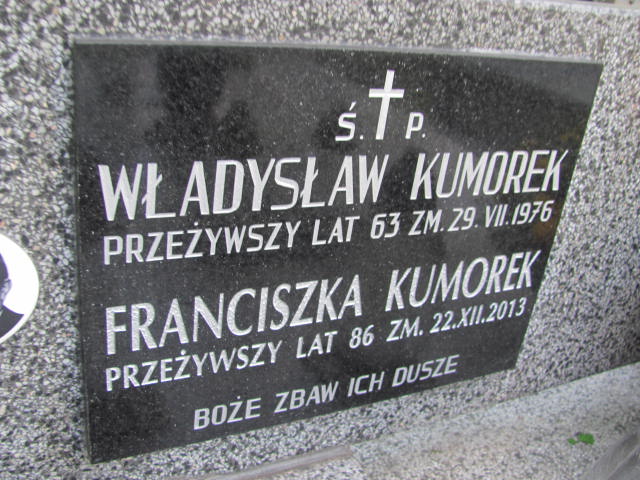 Ś. P.
WŁADYSŁAW KUMOREK
PRZEŻYWSZY LAT 63 ZM. 29. VII. 1976
FRANCISZKA KUMOREK
PRZEŻYWSZY LAT 86 ZM. 22.XII.2013
BOŻE ZBAW ICH DUSZE